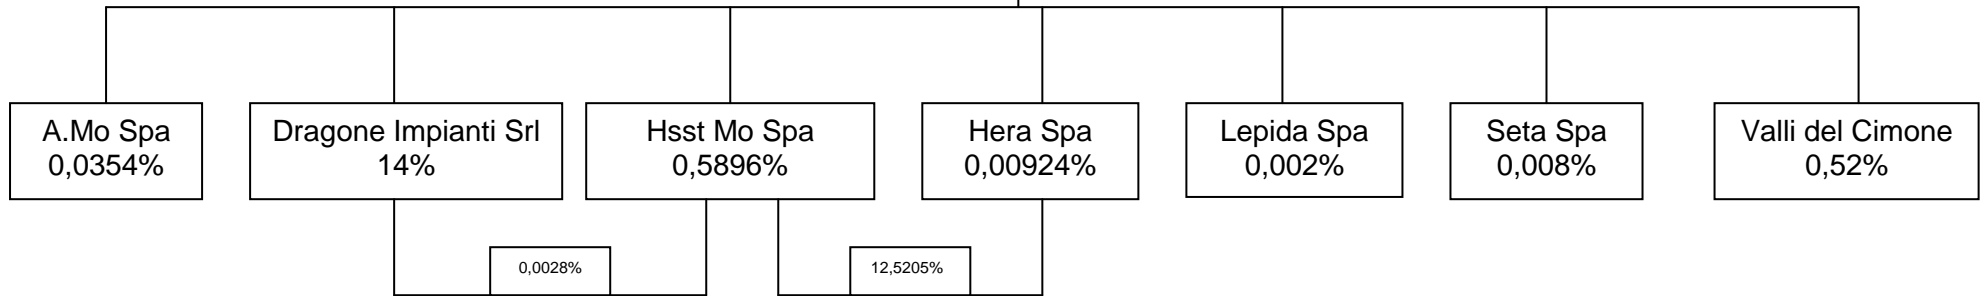 A.Mo Spa
0,0354%
Dragone Impianti Srl
14%
Hsst Mo Spa
0,5896%
Hera Spa
0,00924%
Lepida Spa
0,002%
Seta Spa
0,008%
Valli del Cimone
0,52%
0,0028%
12,5205%